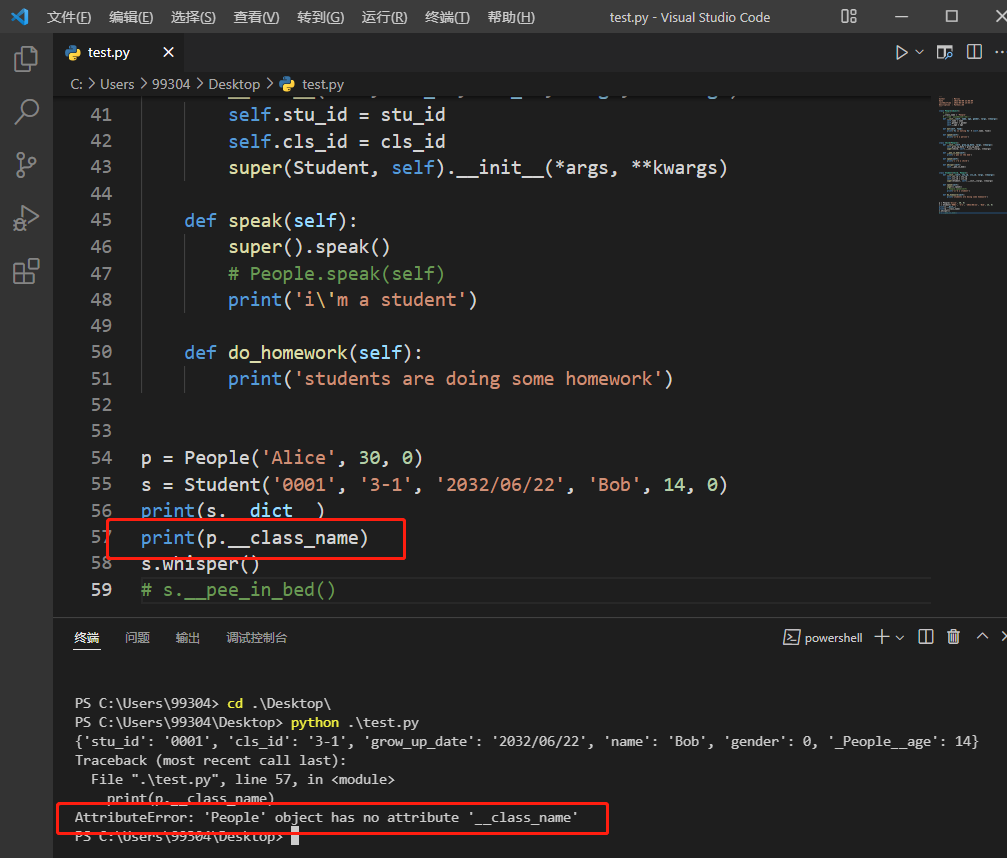 文件(F) 编辑(E) 选择(S) 查看(V) 转到(G) 运行(R) 终端(T) 帮助(H) test.py - Visual Studio Code
test.py
C: > Users > 99304 > Desktop > test.py
41 self.stu_id = stu_id
42 self.cls_id = cls_id
43 super(Student, self).__init__(*args, **kwargs)
44
45 def speak(self):
46 super().speak()
47 # People.speak(self)
48 print('i\'m a student')
49
50 def do_homework(self):
51 print('students are doing some homework')
52
53
54 p = People('Alice', 30, 0)
55 s = Student('0001', '3-1', '2032/06/22', 'Bob', 14, 0)
56 print(s.__dict__)
57 print(p.__class_name)
58 s.whisper()
59 # s.__pee_in_bed()
终端 问题 输出 调试控制台 powershell
PS C:\Users\99304> cd .\Desktop\
PS C:\Users\99304\Desktop> python .\test.py
{'stu_id': '0001', 'cls_id': '3-1', 'grow_up_date': '2032/06/22', 'name': 'Bob', 'gender': 0, '_People__age': 14}
Traceback (most recent call last):
File ".\test.py", line 57, in <module>
print(p.__class_name)
AttributeError: 'People' object has no attribute '__class_name'
PS C:\Users\99304\Desktop>